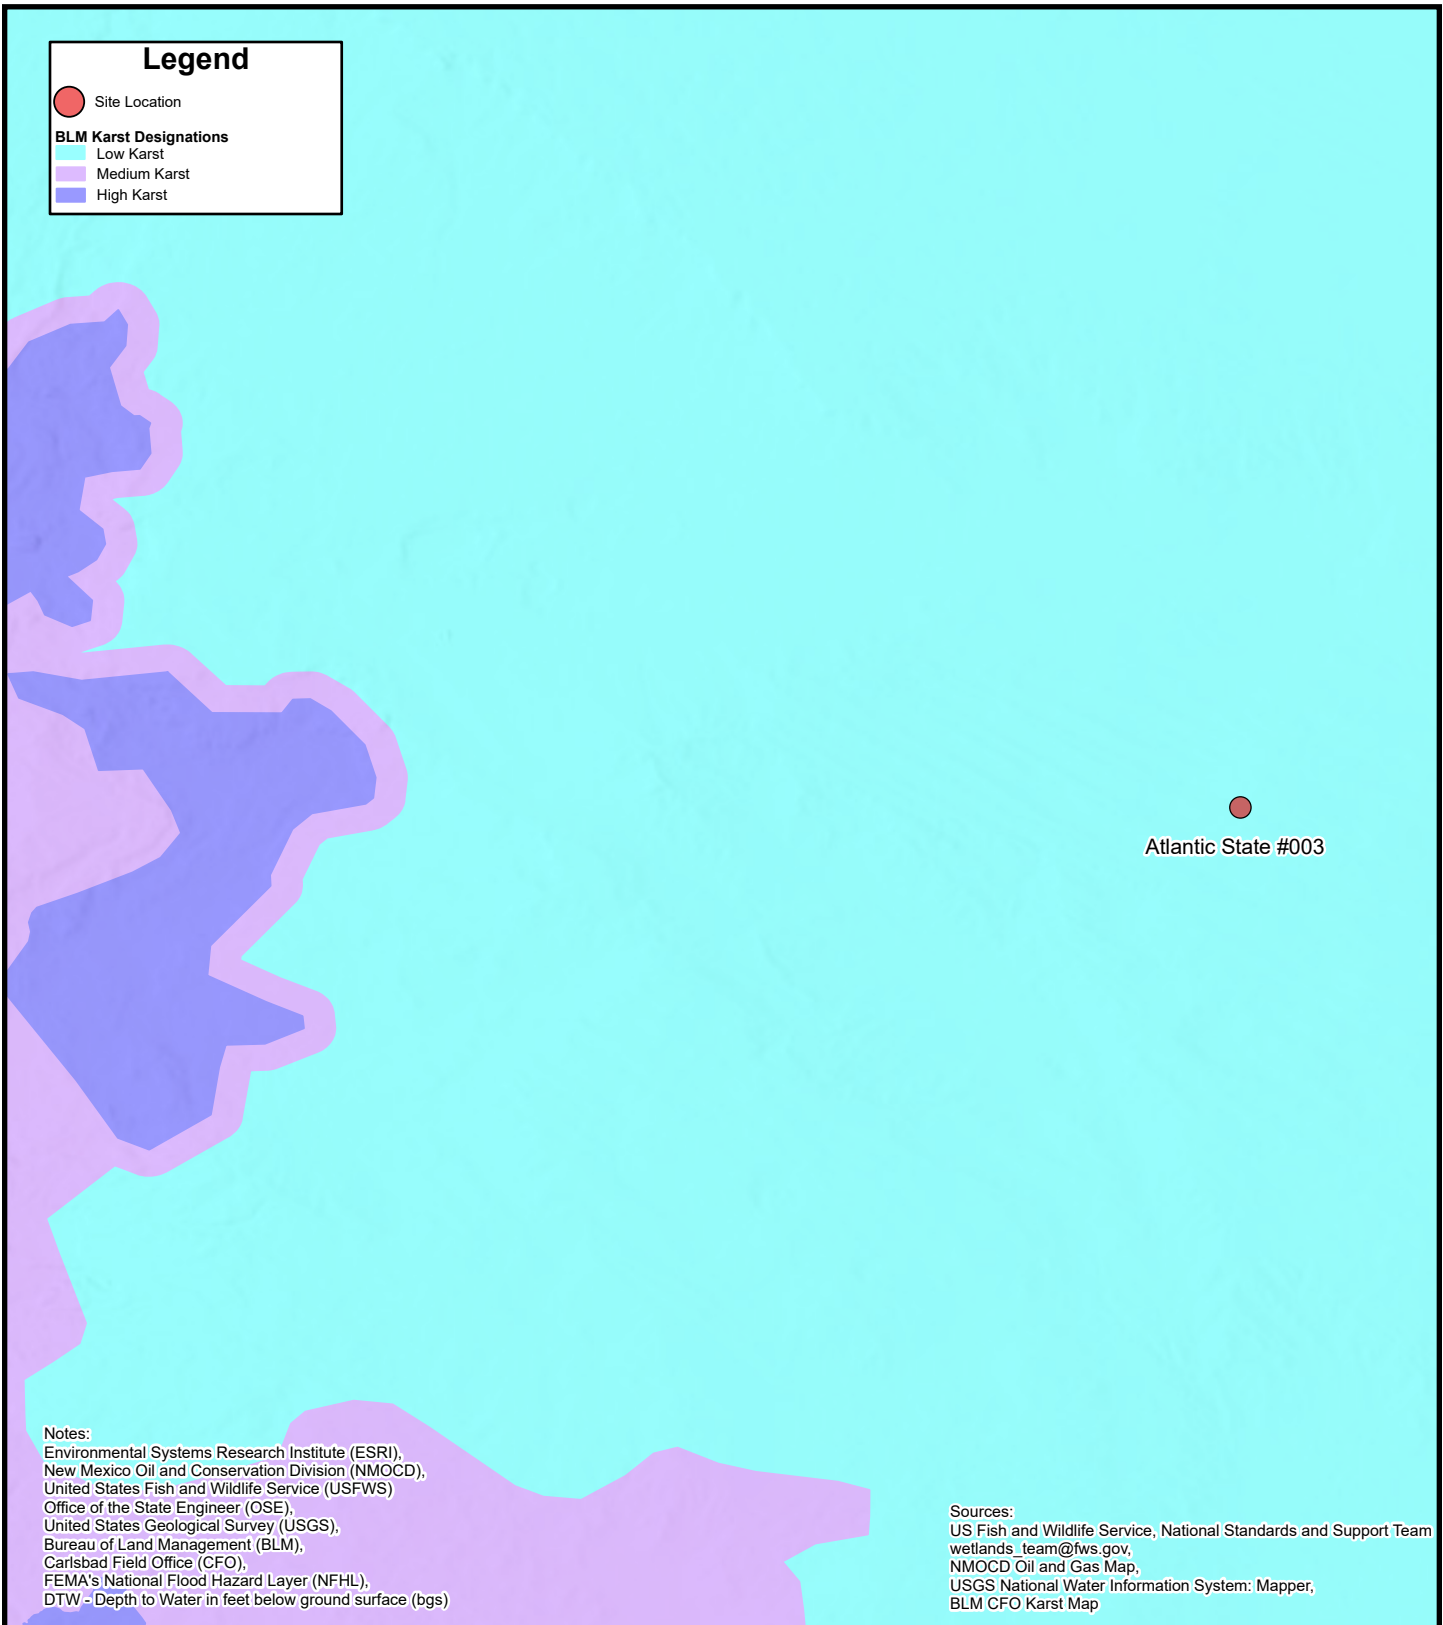 Legend
Site Location
BLM Karst Designations
Low Karst
Medium Karst
High Karst
Atlantic State #003
Notes:
Environmental Systems Research Institute (ESRI),
New Mexico Oil and Conservation Division (NMOCD),
United States Fish and Wildlife Service (USFWS)
Office of the State Engineer (OSE),
United States Geological Survey (USGS),
Bureau of Land Management (BLM),
Carlsbad Field Office (CFO),
FEMA's National Flood Hazard Layer (NFHL),
DTW - Depth to Water in feet below ground surface (bgs)
Sources:
US Fish and Wildlife Service, National Standards and Support Team
wetlands_team@fws.gov,
NMOCD Oil and Gas Map,
USGS National Water Information System: Mapper,
BLM CFO Karst Map